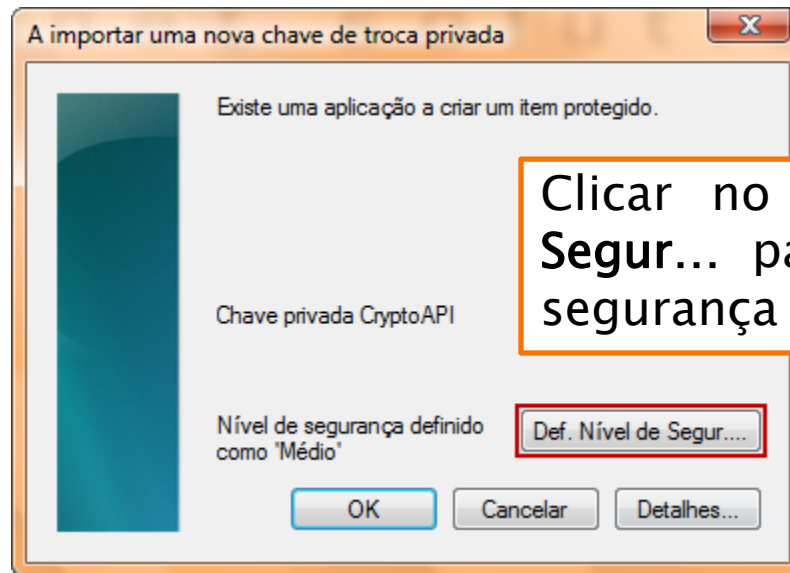 A importar uma nova chave de troca privada
Existe uma aplicação a criar um item protegido.
Clicar no
Segur... pa
segurança
Chave privada CryptoAPI
Nível de segurança definido
como 'Médio'
Def. Nível de Segur....
OK
Cancelar
Detalhes...